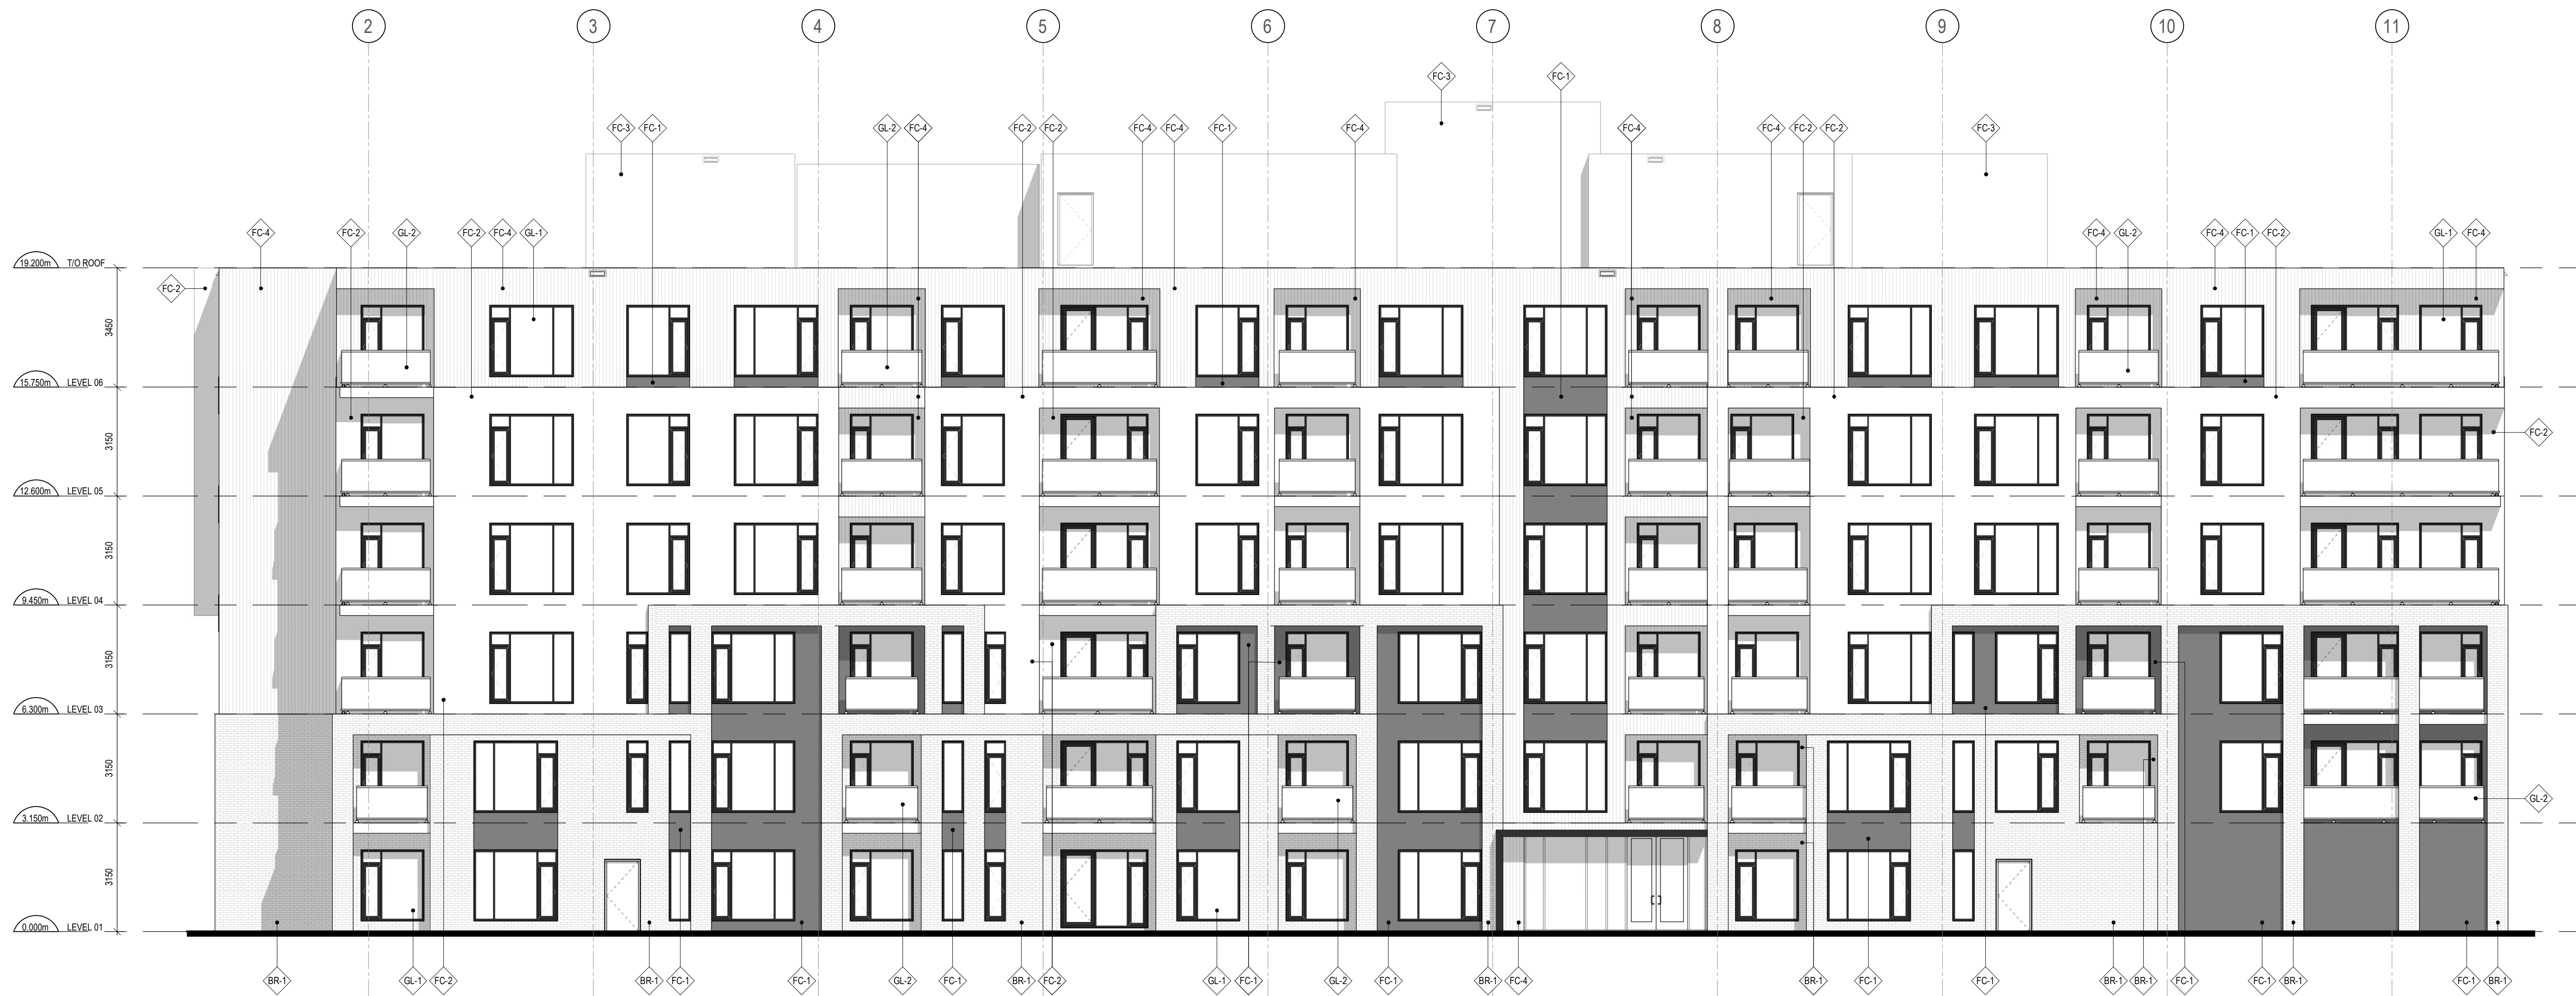 2 3 4 5 6 7 8 9 10 11
FC-3 FC-1
FC-3 FC-1 GL-2 FC-4 FC-2 FC-2 FC-4 FC-4 FC-1 FC-4 FC-4 FC-4 FC-2 FC-2 FC-3
FC-4 FC-2 GL-2 FC-2 FC-4 GL-1 FC-4 GL-2 FC-4 FC-1 FC-2 GL-1 FC-4
19.200m T/O ROOF
FC-2
3450
15.750m LEVEL 06
3150
FC-2
12.600m LEVEL 05
3150
9.450m LEVEL 04
3150
6.300m LEVEL 03
3150
GL-2
3.150m LEVEL 02
3150
0.000m LEVEL 01
BR-1 GL-1 FC-2 BR-1 FC-1 FC-1 GL-2 FC-1 BR-1 FC-2 GL-1 FC-1 GL-2 FC-1 BR-1 FC-4 BR-1 FC-1 FC-1 BR-1 BR-1 FC-1 FC-1 BR-1 FC-1 BR-1